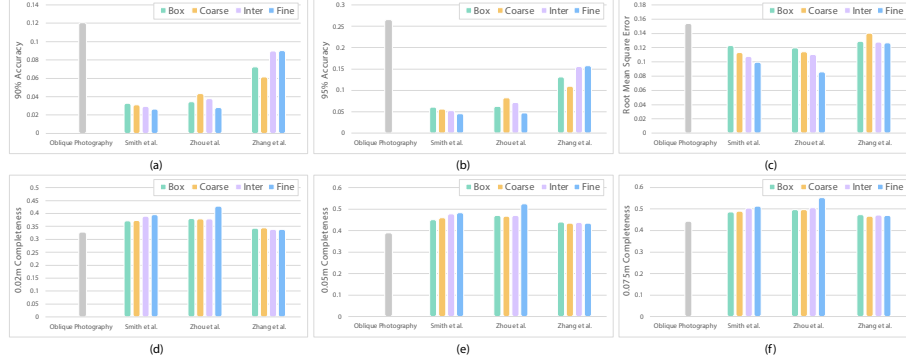 0.14
0.12
0.1
0.08
0.06
0.04
0.02
0
90% Accuracy
Box Coarse Inter Fine
Oblique Photography Smith et al. Zhou et al. Zhang et al.
(a)
0.3
0.25
0.2
0.15
0.1
0.05
0
95% Accuracy
Box Coarse Inter Fine
Oblique Photography Smith et al. Zhou et al. Zhang et al.
(b)
0.18
0.16
0.14
0.12
0.1
0.08
0.06
0.04
0.02
0
Root Mean Square Error
Box Coarse Inter Fine
Oblique Photography Smith et al. Zhou et al. Zhang et al.
(c)
0.5
0.45
0.4
0.35
0.3
0.25
0.2
0.15
0.1
0.05
0
0.02m Completeness
Box Coarse Inter Fine
Oblique Photography Smith et al. Zhou et al. Zhang et al.
(d)
0.6
0.5
0.4
0.3
0.2
0.1
0
0.05m Completeness
Box Coarse Inter Fine
Oblique Photography Smith et al. Zhou et al. Zhang et al.
(e)
0.6
0.5
0.4
0.3
0.2
0.1
0
0.075m Completeness
Box Coarse Inter Fine
Oblique Photography Smith et al. Zhou et al. Zhang et al.
(f)